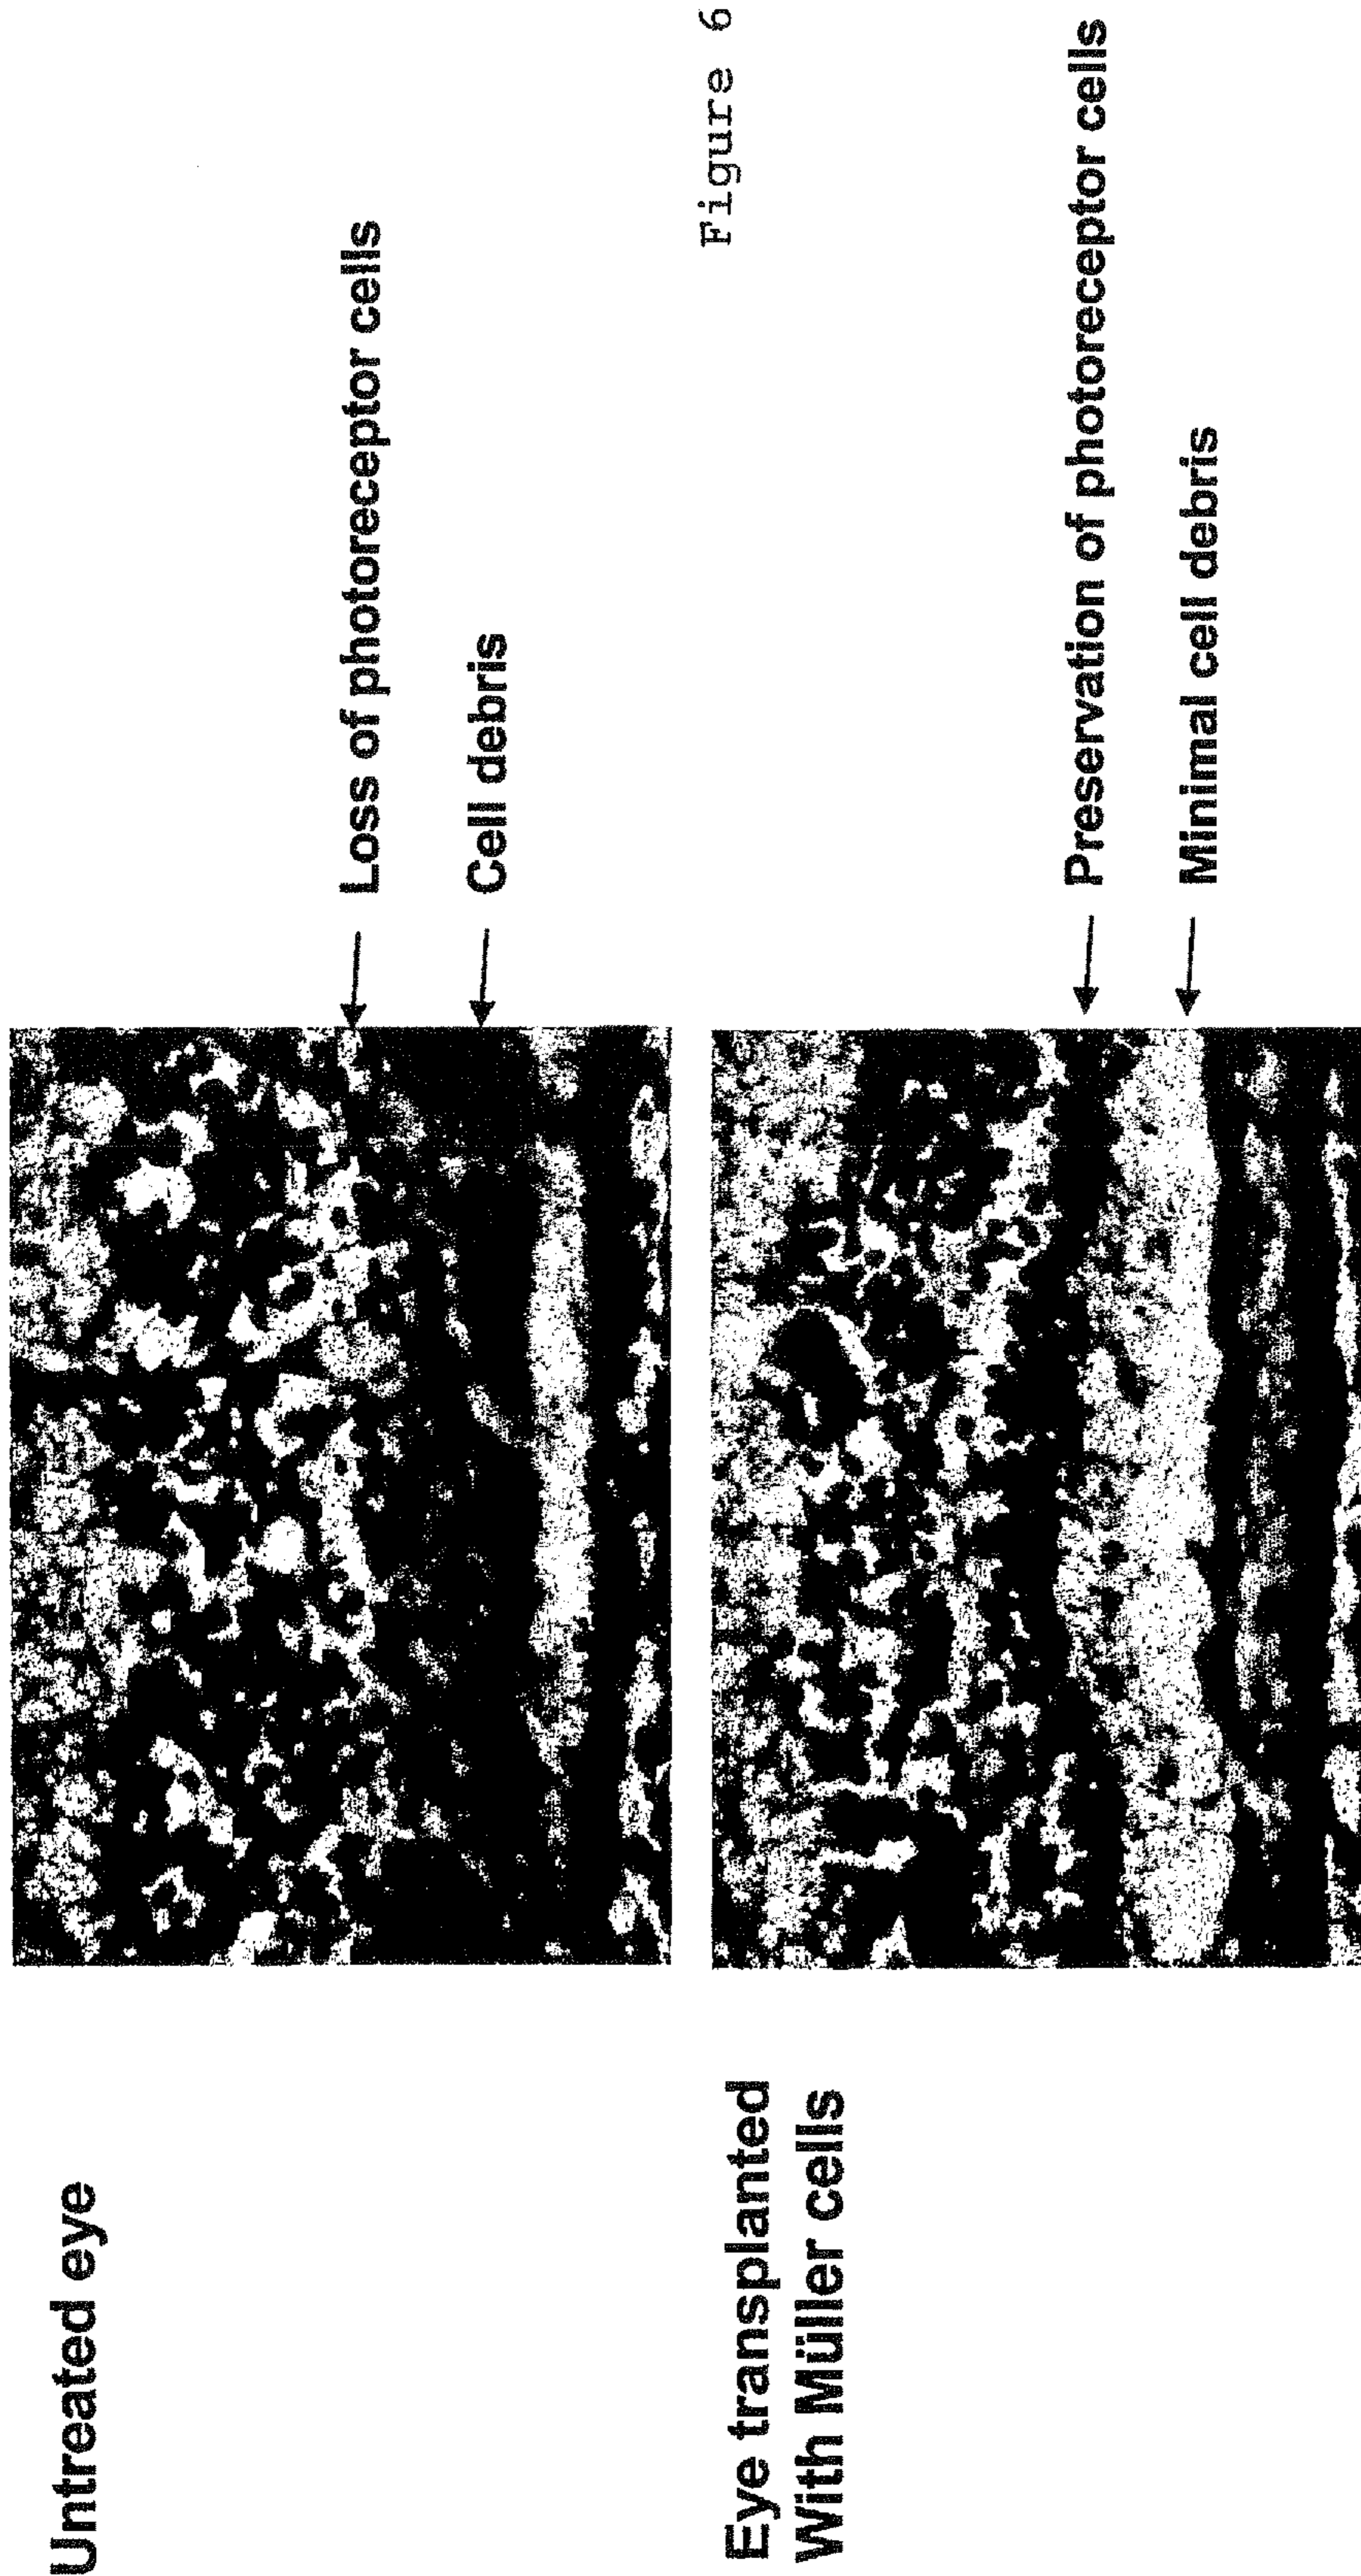 Untreated eye
Loss of photoreceptor cells
Cell debris
Figure 6
Eye transplanted
With Müller cells
Preservation of photoreceptor cells
Minimal cell debris